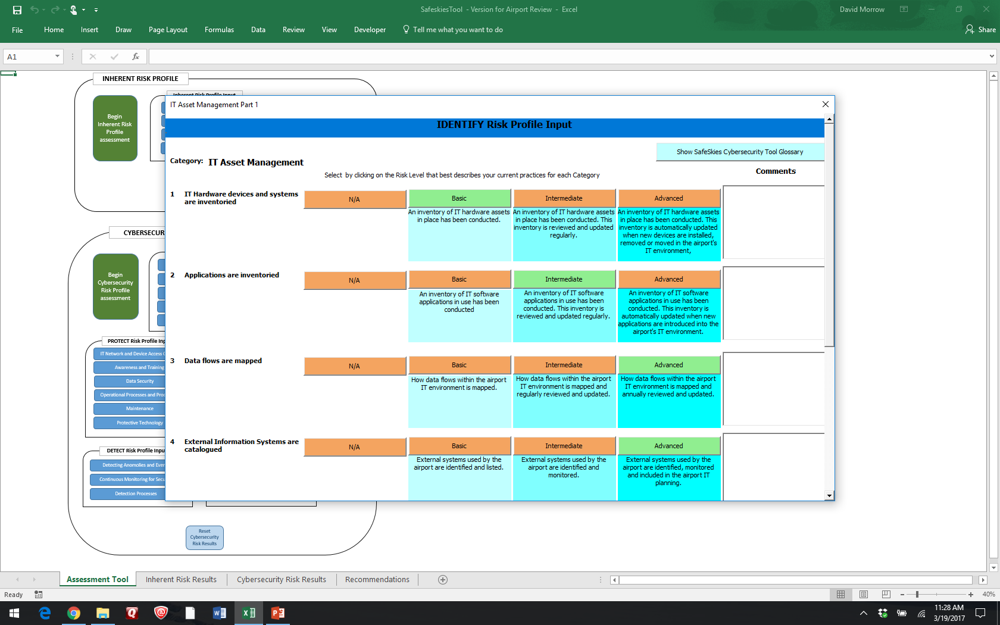 SafeskiesTool - Version for Airport Review - Excel
David Morrow
File Home Insert Draw Page Layout Formulas Data Review View Developer Tell me what you want to do
Share
A1
fx
INHERENT RISK PROFILE
Inherent Risk Profile Input
Begin
Inherent Risk
Profile
assessment
CYBERSECUR
Begin
Cybersecurity
Risk Profile
assessment
PROTECT Risk Profile Inp
IT Network and Device Access
Awareness and Training
Data Security
Operational Processes and Proc
Maintenance
Protective Technology
DETECT Risk Profile Inpu
Detecting Anomolies and Even
Continuous Monitoring for Secu
Detection Processes
Reset
Cybersecurity
Risk Results
IT Asset Management Part 1
IDENTIFY Risk Profile Input
Show SafeSkies Cybersecurity Tool Glossary
Category: IT Asset Management
Comments
Select by clicking on the Risk Level that best describes your current practices for each Category
1 IT Hardware devices and systems
are inventoried
N/A
Basic
An inventory of IT hardware assets
in place has been conducted.
Intermediate
An inventory of IT hardware assets
in place has been conducted. This
inventory is reviewed and updated
regularly.
Advanced
An inventory of IT hardware assets
in place has been conducted. This
inventory is automatically updated
when new devices are installed,
removed or moved in the airport's
IT environment,
2 Applications are inventoried
N/A
Basic
An inventory of IT software
applications in use has been
conducted
Intermediate
An inventory of IT software
applications in use has been
conducted. This inventory is
reviewed and updated regularly.
Advanced
An inventory of IT software
applications in use has been
conducted. This inventory is
automatically updated when new
applications are introduced into the
airport's IT environment.
3 Data flows are mapped
N/A
Basic
How data flows within the airport
IT environment is mapped.
Intermediate
How data flows within the airport
IT environment is mapped and
regularly reviewed and updated.
Advanced
How data flows within the airport
IT environment is mapped and
annually reviewed and updated.
4 External Information Systems are
catalogued
N/A
Basic
External systems used by the
airport are identified and listed.
Intermediate
External systems used by the
airport are identified and
monitored.
Advanced
External systems used by the
airport are identified, monitored
and included in the airport IT
planning.
Assessment Tool Inherent Risk Results Cybersecurity Risk Results Recommendations
Ready
40%
11:28 AM
3/19/2017